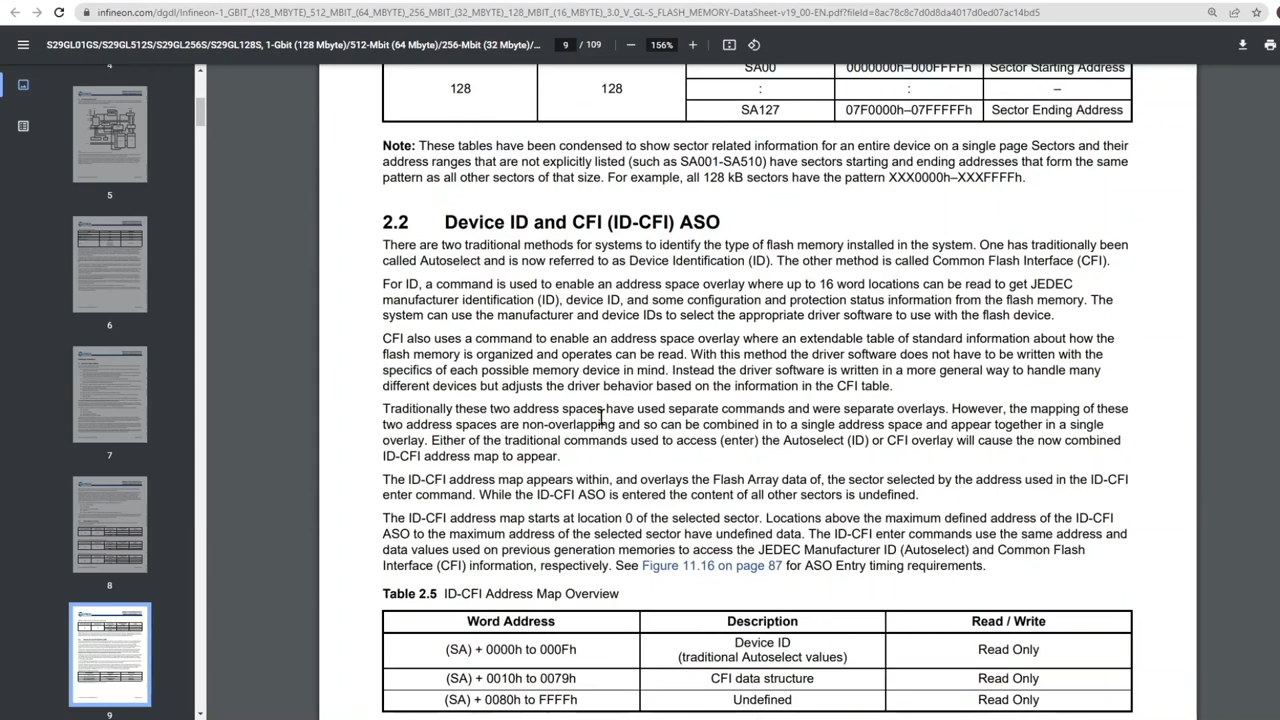 infineon.com/dgdl/Infineon-1_GBIT_(128_MBYTE)_512_MBIT_(64_MBYTE)_256_MBIT_(32_MBYTE)_128_MBIT_(16_MBYTE)_3.0_V_GL-S_FLASH_MEMORY-DataSheet-v19_00-EN.pdf?fileId=8ac78c8c7d0d8da4017d0ed07ac14bd5
S29GL01GS/S29GL512S/S29GL256S/S29GL128S, 1-Gbit (128 Mbyte)/512-Mbit (64 Mbyte)/256-Mbit (32 Mbyte)/... 9 / 109 156%
4
5
6
7
8
9
SA00 0000000h–000FFFFh Sector Starting Address
128 128 : : –
SA127 07F0000h–07FFFFFh Sector Ending Address
Note: These tables have been condensed to show sector related information for an entire device on a single page Sectors and their
address ranges that are not explicitly listed (such as SA001-SA510) have sectors starting and ending addresses that form the same
pattern as all other sectors of that size. For example, all 128 kB sectors have the pattern XXX0000h–XXXFFFFh.
2.2 Device ID and CFI (ID-CFI) ASO
There are two traditional methods for systems to identify the type of flash memory installed in the system. One has traditionally been
called Autoselect and is now referred to as Device Identification (ID). The other method is called Common Flash Interface (CFI).
For ID, a command is used to enable an address space overlay where up to 16 word locations can be read to get JEDEC
manufacturer identification (ID), device ID, and some configuration and protection status information from the flash memory. The
system can use the manufacturer and device IDs to select the appropriate driver software to use with the flash device.
CFI also uses a command to enable an address space overlay where an extendable table of standard information about how the
flash memory is organized and operates can be read. With this method the driver software does not have to be written with the
specifics of each possible memory device in mind. Instead the driver software is written in a more general way to handle many
different devices but adjusts the driver behavior based on the information in the CFI table.
Traditionally these two address spaces have used separate commands and were separate overlays. However, the mapping of these
two address spaces are non-overlapping and so can be combined in to a single address space and appear together in a single
overlay. Either of the traditional commands used to access (enter) the Autoselect (ID) or CFI overlay will cause the now combined
ID-CFI address map to appear.
The ID-CFI address map appears within, and overlays the Flash Array data of, the sector selected by the address used in the ID-CFI
enter command. While the ID-CFI ASO is entered the content of all other sectors is undefined.
The ID-CFI address map starts at location 0 of the selected sector. Locations above the maximum defined address of the ID-CFI
ASO to the maximum address of the selected sector have undefined data. The ID-CFI enter commands use the same address and
data values used on previous generation memories to access the JEDEC Manufacturer ID (Autoselect) and Common Flash
Interface (CFI) information, respectively. See Figure 11.16 on page 87 for ASO Entry timing requirements.
Table 2.5 ID-CFI Address Map Overview
Word Address Description Read / Write
(SA) + 0000h to 000Fh Device ID
(traditional Autoselect values) Read Only
(SA) + 0010h to 0079h CFI data structure Read Only
(SA) + 0080h to FFFFh Undefined Read Only